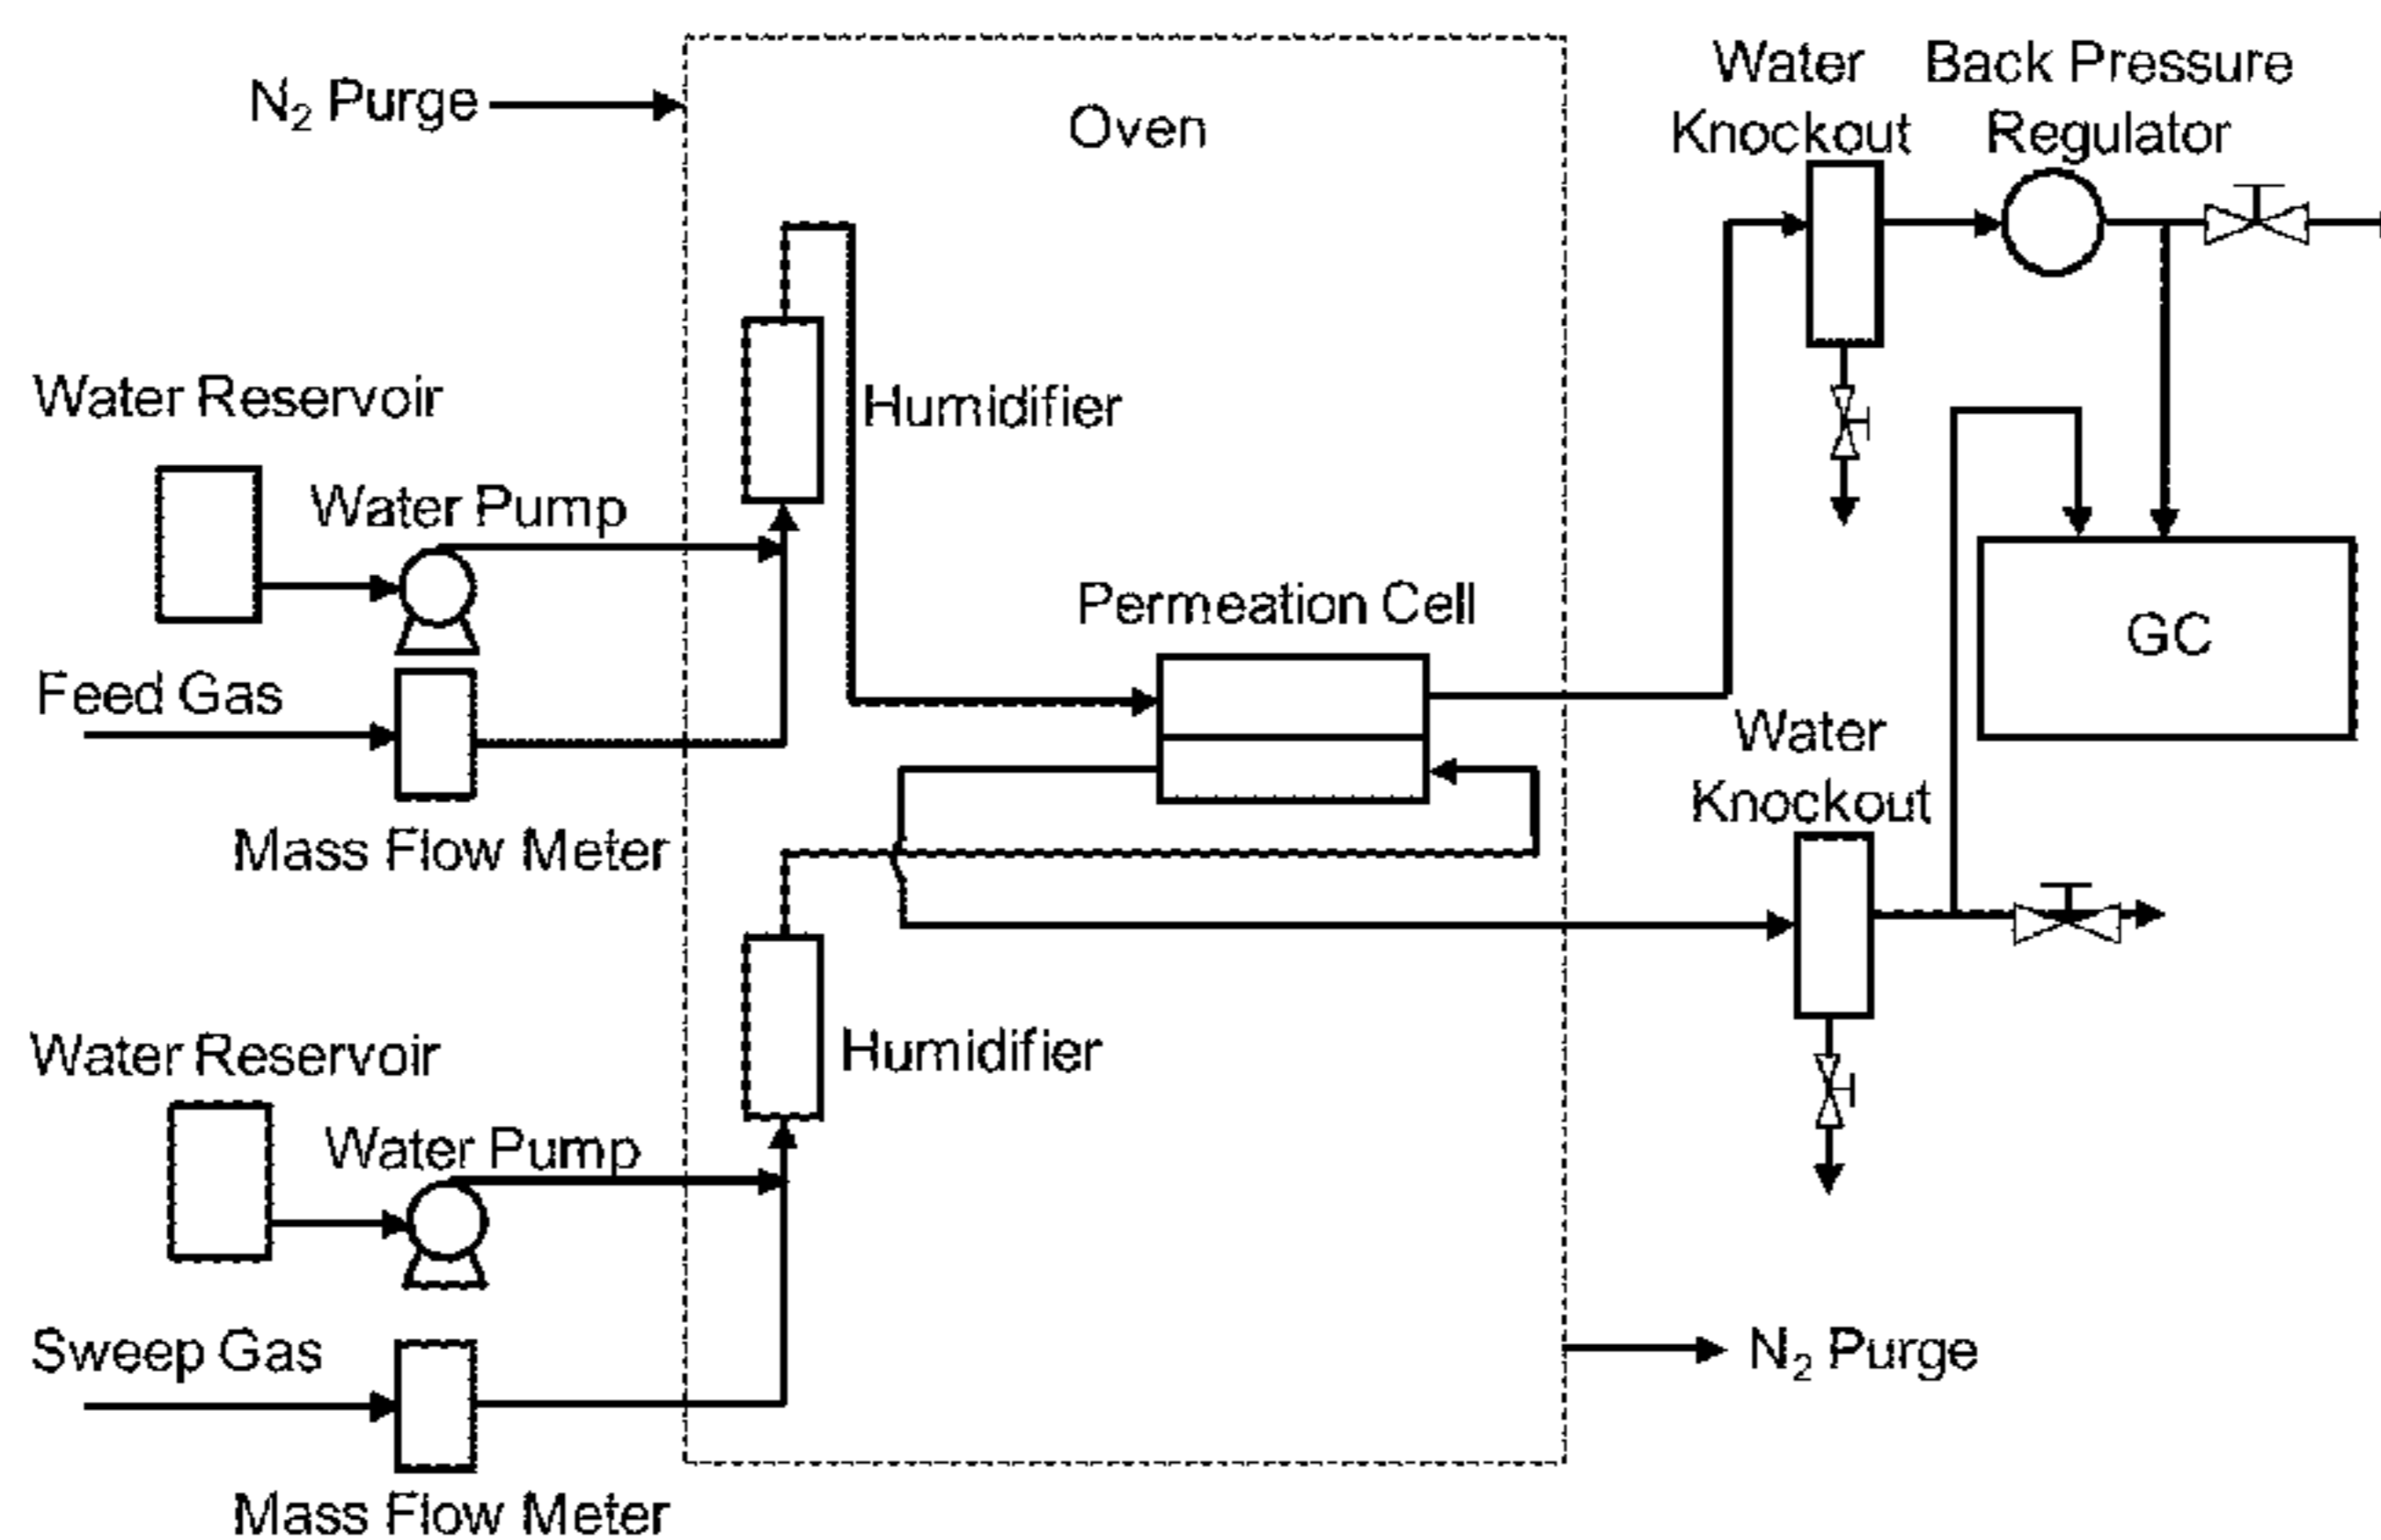 N₂ Purge
Oven
Water
Knockout
Back Pressure
Regulator
Water Reservoir
Humidifier
Water Pump
Permeation Cell
GC
Feed Gas
Mass Flow Meter
Water
Knockout
Water Reservoir
Humidifier
Water Pump
Sweep Gas
N₂ Purge
Mass Flow Meter